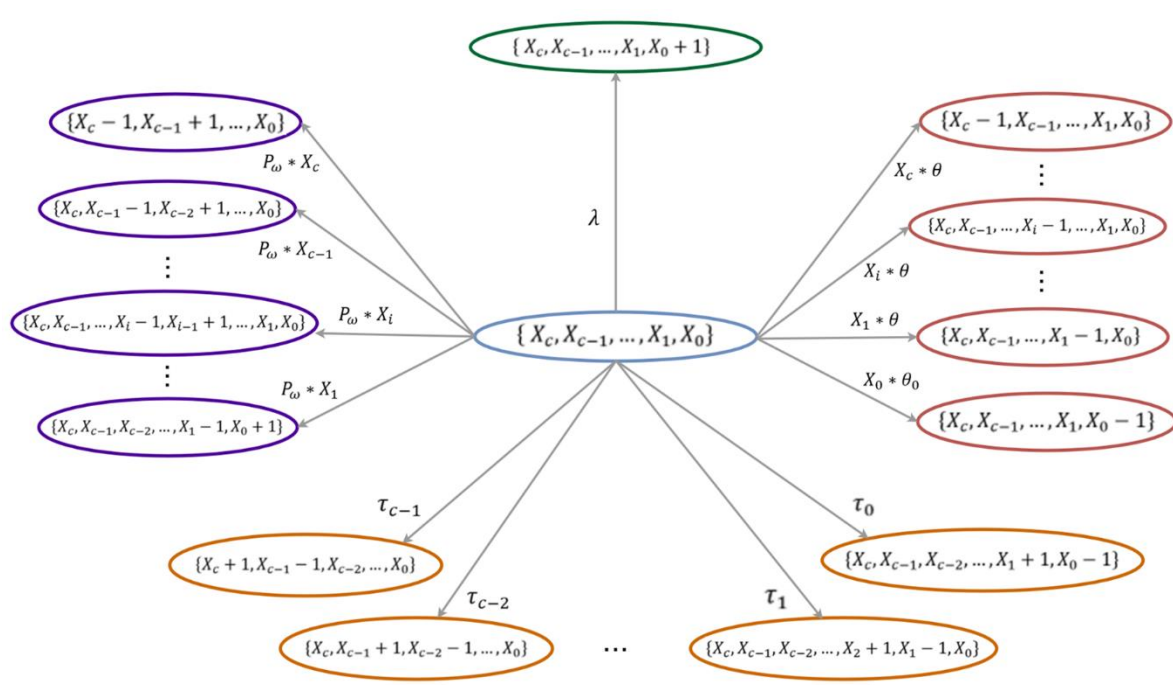 { X_c, X_{c−1}, ..., X_1, X_0 + 1}
{X_c − 1, X_{c−1} + 1, ..., X_0}
{X_c − 1, X_{c−1}, ..., X_1, X_0}
P_ω * X_c
X_c * θ
⋮
{X_c, X_{c−1} − 1, X_{c−2} + 1, ..., X_0}
λ
{X_c, X_{c−1}, ..., X_i − 1, ..., X_1, X_0}
P_ω * X_{c−1}
X_i * θ
⋮
⋮
{X_c, X_{c−1}, ..., X_i − 1, X_{i−1} + 1, ..., X_1, X_0}
P_ω * X_i
{ X_c, X_{c−1}, ..., X_1, X_0}
X_1 * θ
{X_c, X_{c−1}, ..., X_1 − 1, X_0}
⋮
P_ω * X_1
X_0 * θ_0
{X_c, X_{c−1}, X_{c−2}, ..., X_1 − 1, X_0 + 1}
{X_c, X_{c−1}, ..., X_1, X_0 − 1}
τ_{c−1}
τ_0
{X_c + 1, X_{c−1} − 1, X_{c−2}, ..., X_0}
{X_c, X_{c−1}, X_{c−2}, ..., X_1 + 1, X_0 − 1}
τ_{c−2}
τ_1
{X_c, X_{c−1} + 1, X_{c−2} − 1, ..., X_0}
...
{X_c, X_{c−1}, X_{c−2}, ..., X_2 + 1, X_1 − 1, X_0}